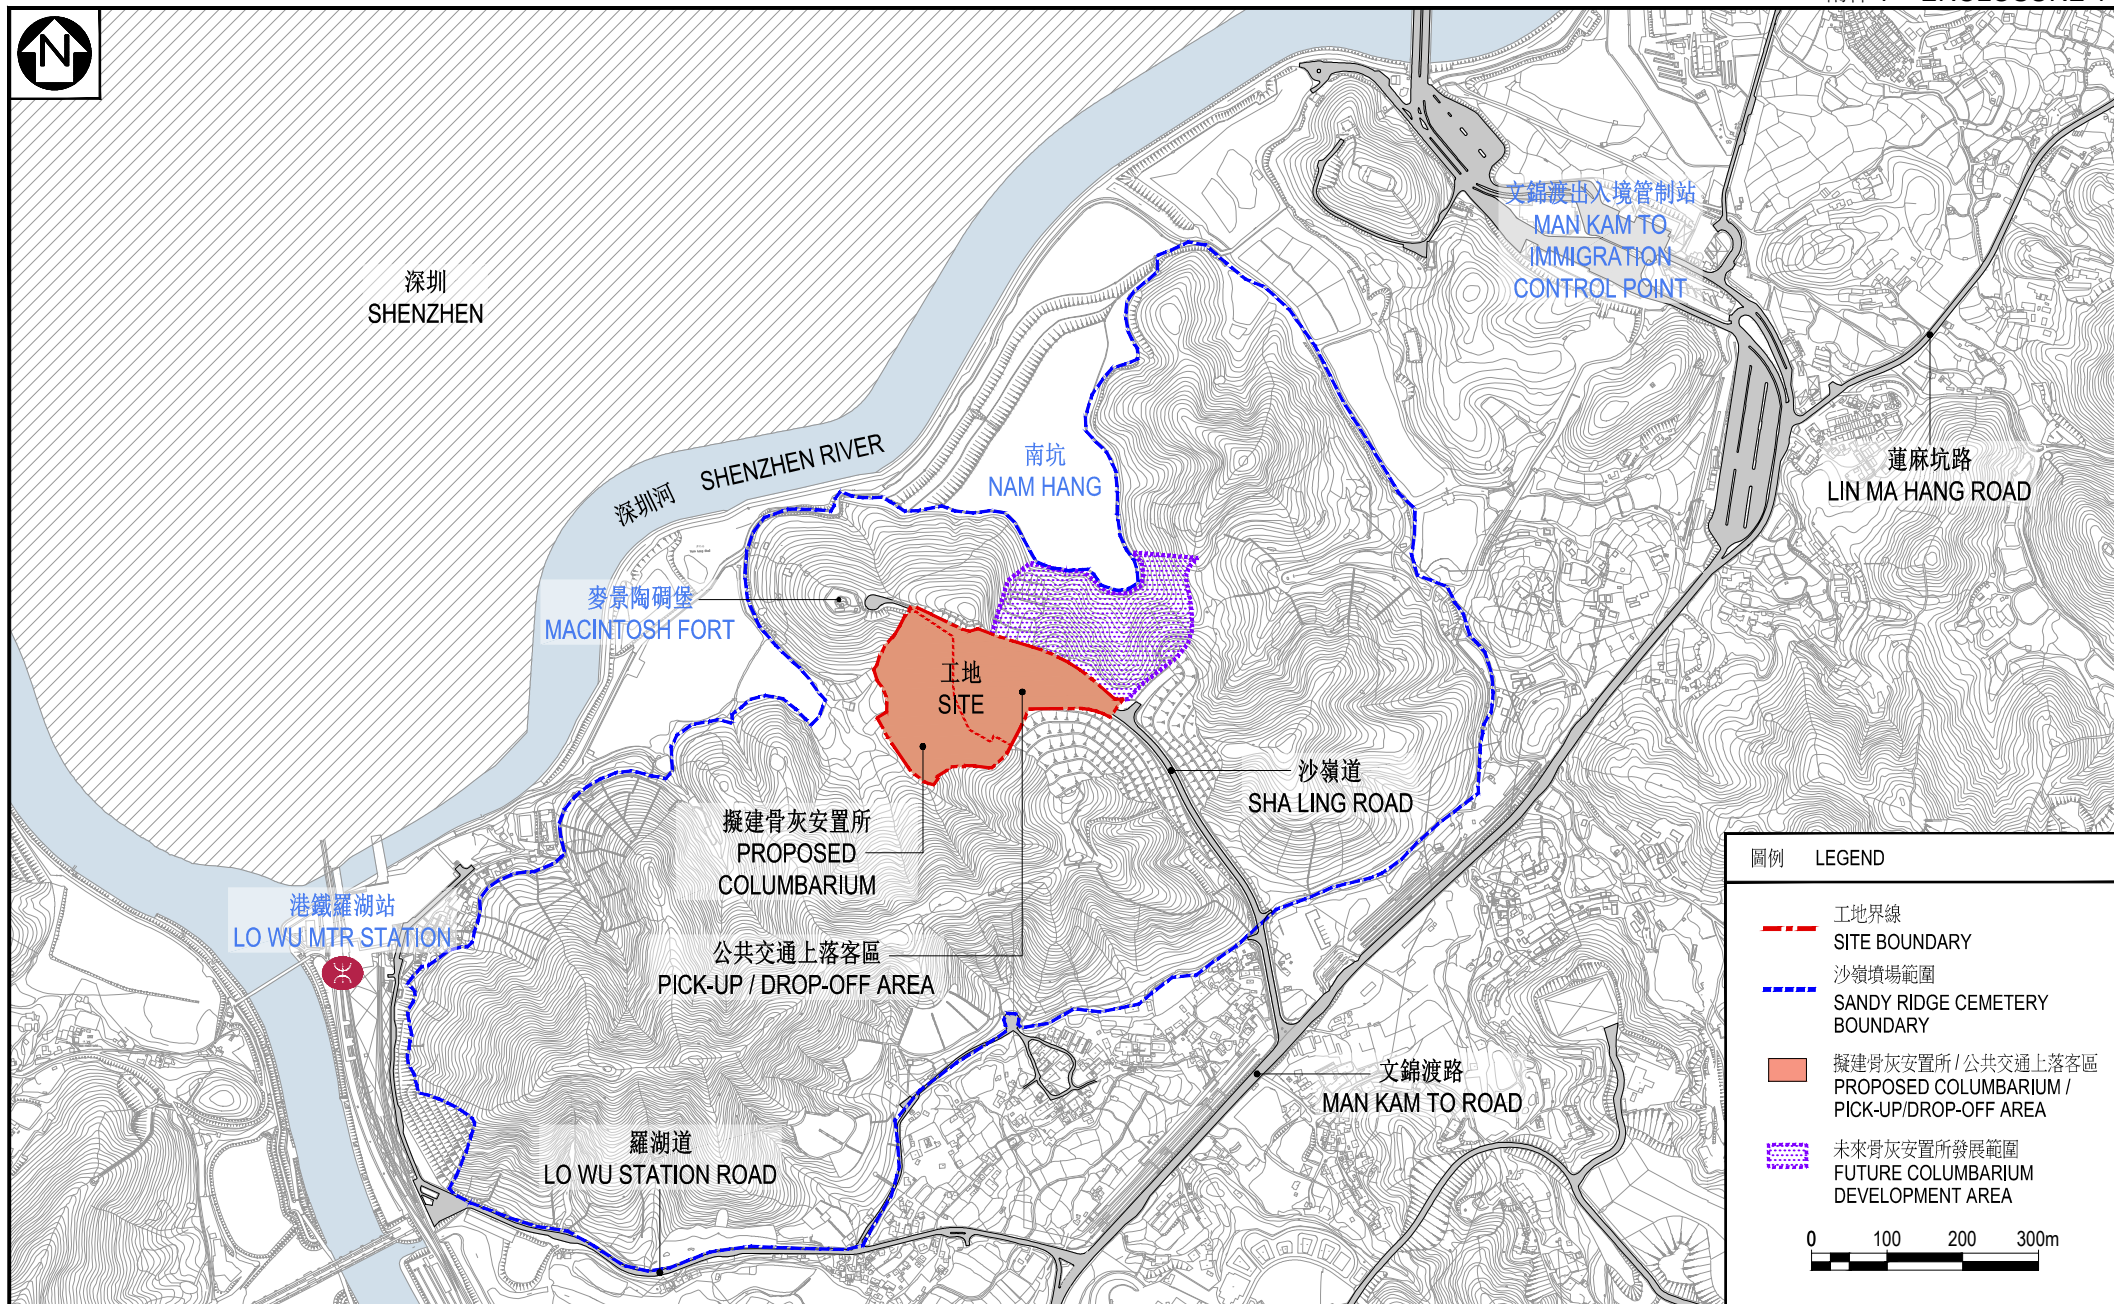 ENCLOSURE 1
N
深圳
SHENZHEN
文錦渡出入境管制站
MAN KAM TO
IMMIGRATION
CONTROL POINT
蓮麻坑路
LIN MA HANG ROAD
深圳河 SHENZHEN RIVER
南坑
NAM HANG
麥景陶碉堡
MACINTOSH FORT
工地
SITE
沙嶺道
SHA LING ROAD
擬建骨灰安置所
PROPOSED
COLUMBARIUM
港鐵羅湖站
LO WU MTR STATION
公共交通上落客區
PICK-UP / DROP-OFF AREA
文錦渡路
MAN KAM TO ROAD
羅湖道
LO WU STATION ROAD
圖例 LEGEND
工地界線
SITE BOUNDARY
沙嶺墳場範圍
SANDY RIDGE CEMETERY
BOUNDARY
擬建骨灰安置所 / 公共交通上落客區
PROPOSED COLUMBARIUM /
PICK-UP/DROP-OFF AREA
未來骨灰安置所發展範圍
FUTURE COLUMBARIUM
DEVELOPMENT AREA
0 100 200 300m